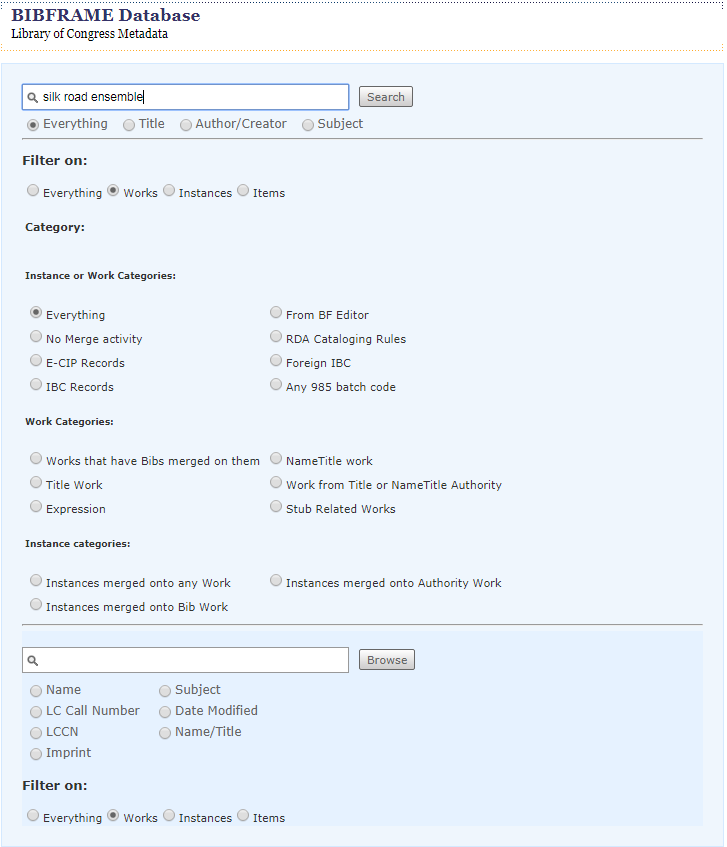 BIBFRAME Database
Library of Congress Metadata
silk road ensemble
Search
Everything Title Author/Creator Subject
Filter on:
Everything Works Instances Items
Category:
Instance or Work Categories:
Everything From BF Editor
No Merge activity RDA Cataloging Rules
E-CIP Records Foreign IBC
IBC Records Any 985 batch code
Work Categories:
Works that have Bibs merged on them NameTitle work
Title Work Work from Title or NameTitle Authority
Expression Stub Related Works
Instance categories:
Instances merged onto any Work Instances merged onto Authority Work
Instances merged onto Bib Work
Browse
Name Subject
LC Call Number Date Modified
LCCN Name/Title
Imprint
Filter on:
Everything Works Instances Items